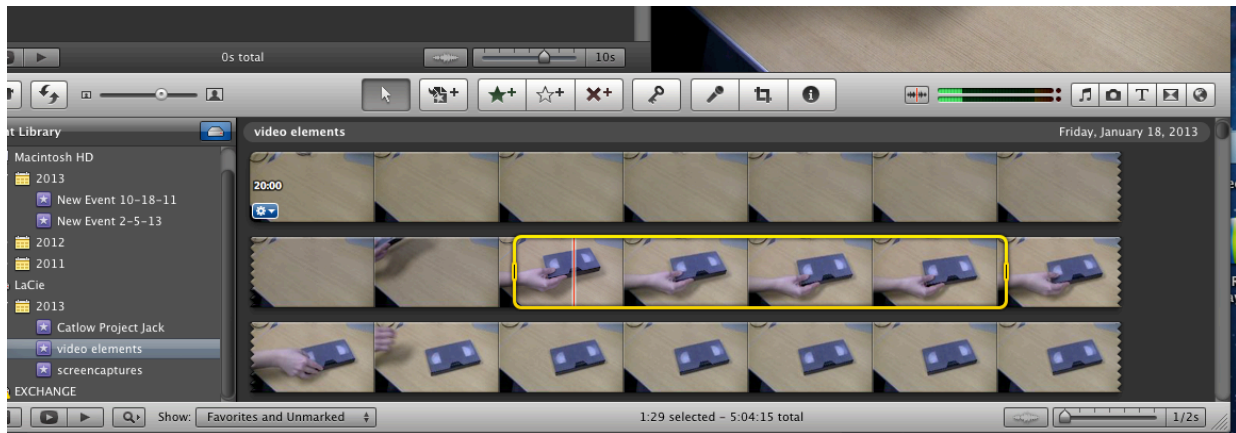 0s total
10s
video elements
Friday, January 18, 2013
t Library
Macintosh HD
2013
New Event 10-18-11
New Event 2-5-13
2012
2011
LaCie
2013
Catlow Project Jack
video elements
screencaptures
EXCHANGE
20:00
Show: Favorites and Unmarked
1:29 selected - 5:04:15 total
1/2s